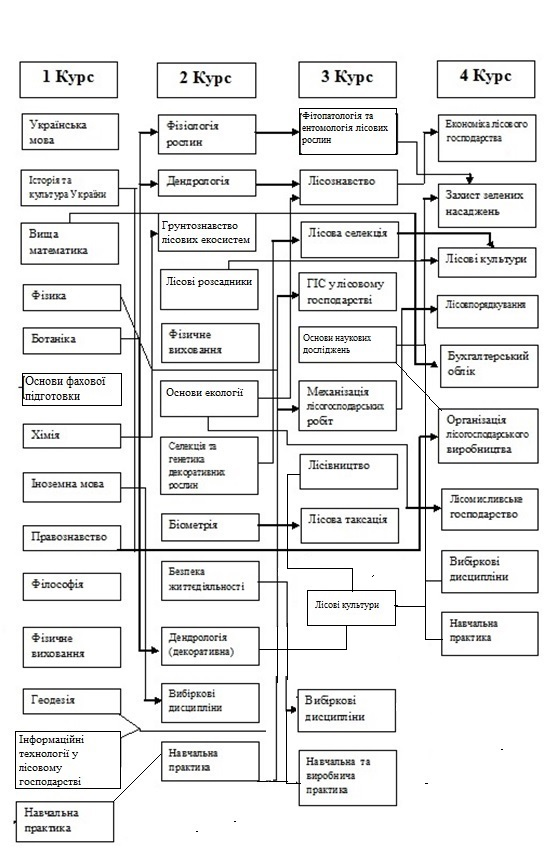 1 Курс
Українська
мова
Історія та
культура України
Вища
математика
Фізика
Ботаніка
Основи фахової
підготовки
Хімія
Іноземна мова
Правознавство
Філософія
Фізичне
виховання
Геодезія
Інформаційні
технології у
лісовому
господарстві
Навчальна
практика
2 Курс
Фізіологія
рослин
Дендрологія
Грунтознавство
лісових екосистем
Лісові розсадники
Фізичне
виховання
Основи екології
Селекція та
генетика
декоративних
рослин
Біометрія
Безпека
життєдіяльності
Дендрологія
(декоративна)
Вибіркові
дисципліни
Навчальна
практика
3 Курс
Фітопатологія та
ентомологія лісових
рослин
Лісознавство
Лісова селекція
ГІС у лісовому
господарстві
Основи наукових
досліджень
Механізація
лісогосподарських
робіт
Лісівництво
Лісова таксація
Лісові культури
Вибіркові
дисципліни
Навчальна та
виробнича
практика
4 Курс
Економіка лісового
господарства
Захист зелених
насаджень
Лісові культури
Лісовпорядкування
Бухгалтерський
облік
Організація
лісогосподарського
виробництва
Лісомисливське
господарство
Вибіркові
дисципліни
Навчальна
практика